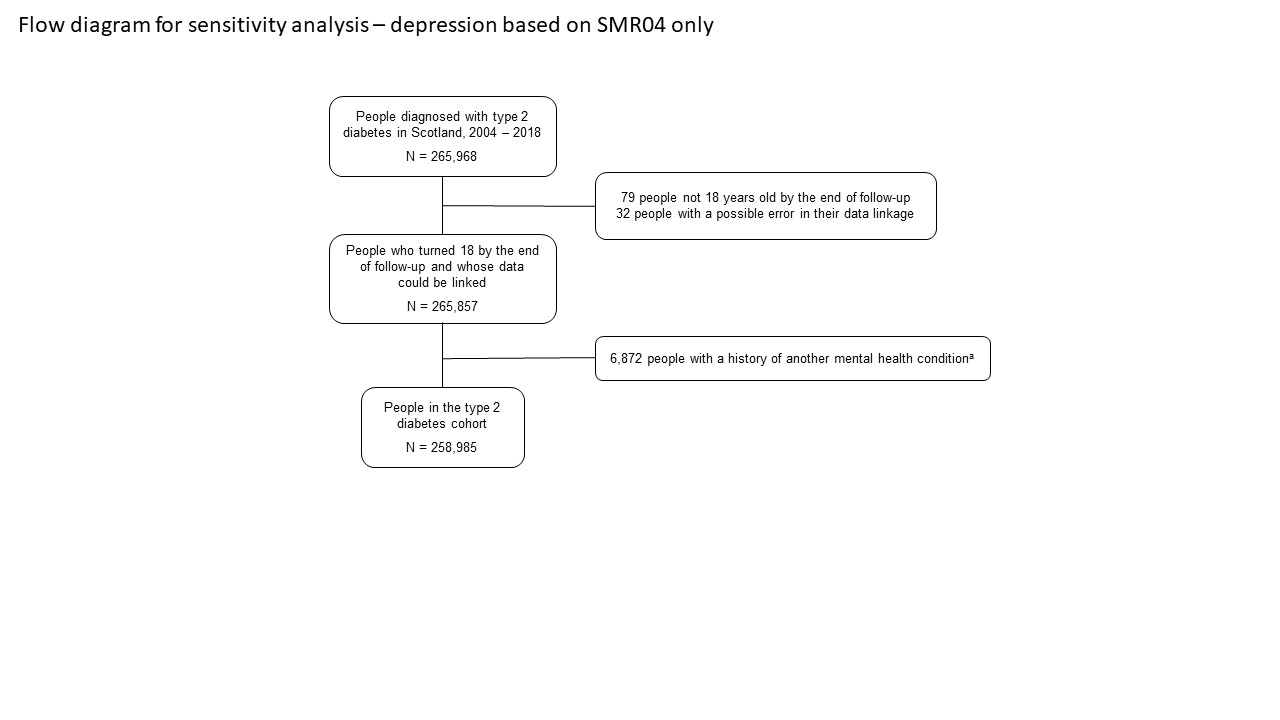 Flow diagram for sensitivity analysis – depression based on SMR04 only
People diagnosed with type 2
diabetes in Scotland, 2004 – 2018
N = 265,968
79 people not 18 years old by the end of follow-up
32 people with a possible error in their data linkage
People who turned 18 by the end
of follow-up and whose data
could be linked
N = 265,857
6,872 people with a history of another mental health conditionª
People in the type 2
diabetes cohort
N = 258,985